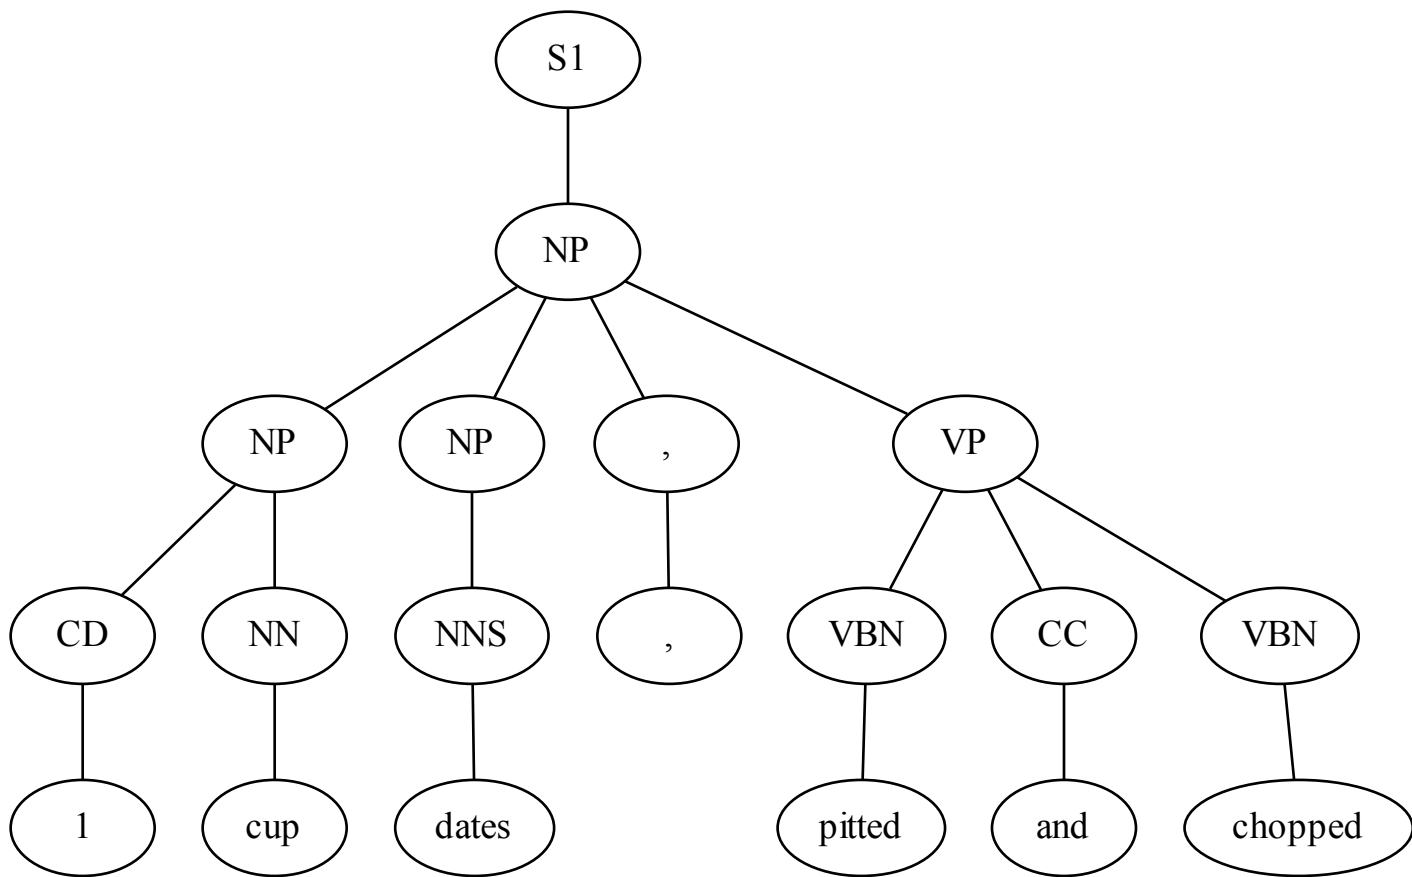 S1
NP
NP NP , VP
CD NN NNS , VBN CC VBN
1 cup dates pitted and chopped